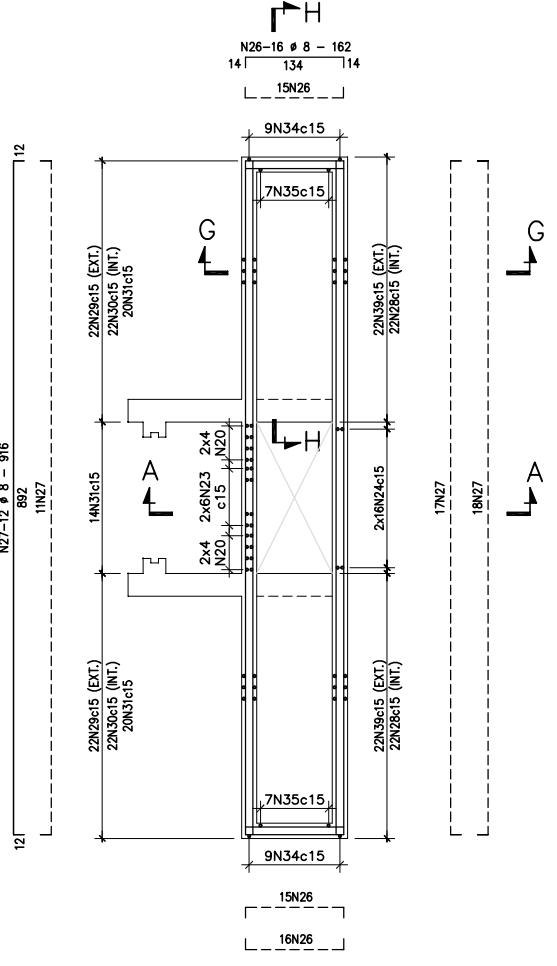 H
N26-16 ø 8 - 162
14 134 14
15N26
9N34c15
12
7N35c15
G
G
22N29c15 (EXT.)
22N30c15 (INT.)
20N31c15
22N39c15 (EXT.)
22N28c15 (INT.)
H
2x4
N20
A
A
N27-12 ø 8 - 916
892
11N27
14N31c15
2x6N23
c15
2x16N24c15
17N27
18N27
2x4
N20
22N29c15 (EXT.)
22N30c15 (INT.)
20N31c15
22N39c15 (EXT.)
22N28c15 (INT.)
7N35c15
12
9N34c15
15N26
16N26